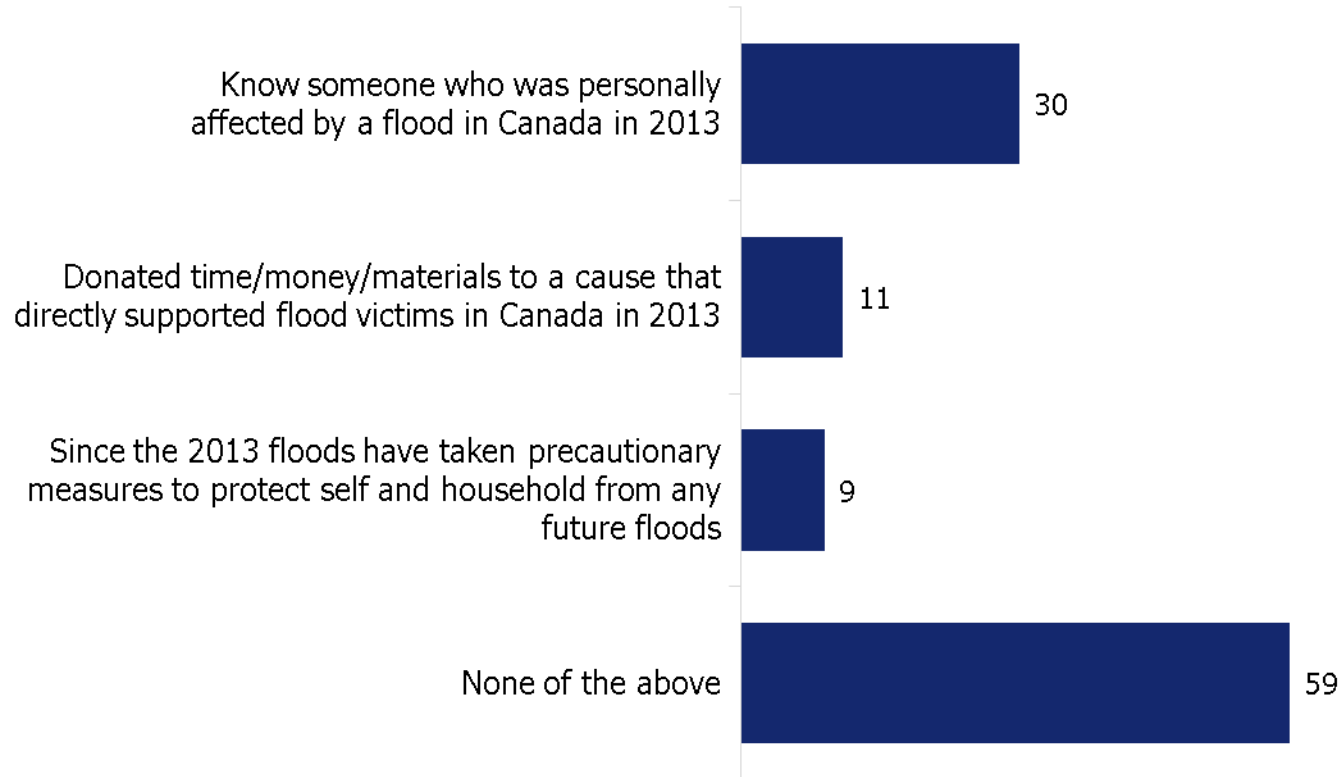 Know someone who was personally
affected by a flood in Canada in 2013
30
Donated time/money/materials to a cause that
directly supported flood victims in Canada in 2013
11
Since the 2013 floods have taken precautionary
measures to protect self and household from any
future floods
9
None of the above
59